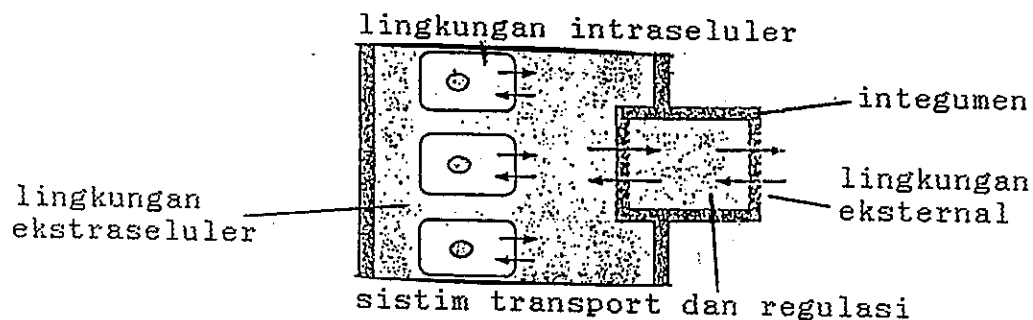 lingkungan intraseluler
integumen
lingkungan
ekstraseluler
lingkungan
eksternal
sistim transport dan regulasi